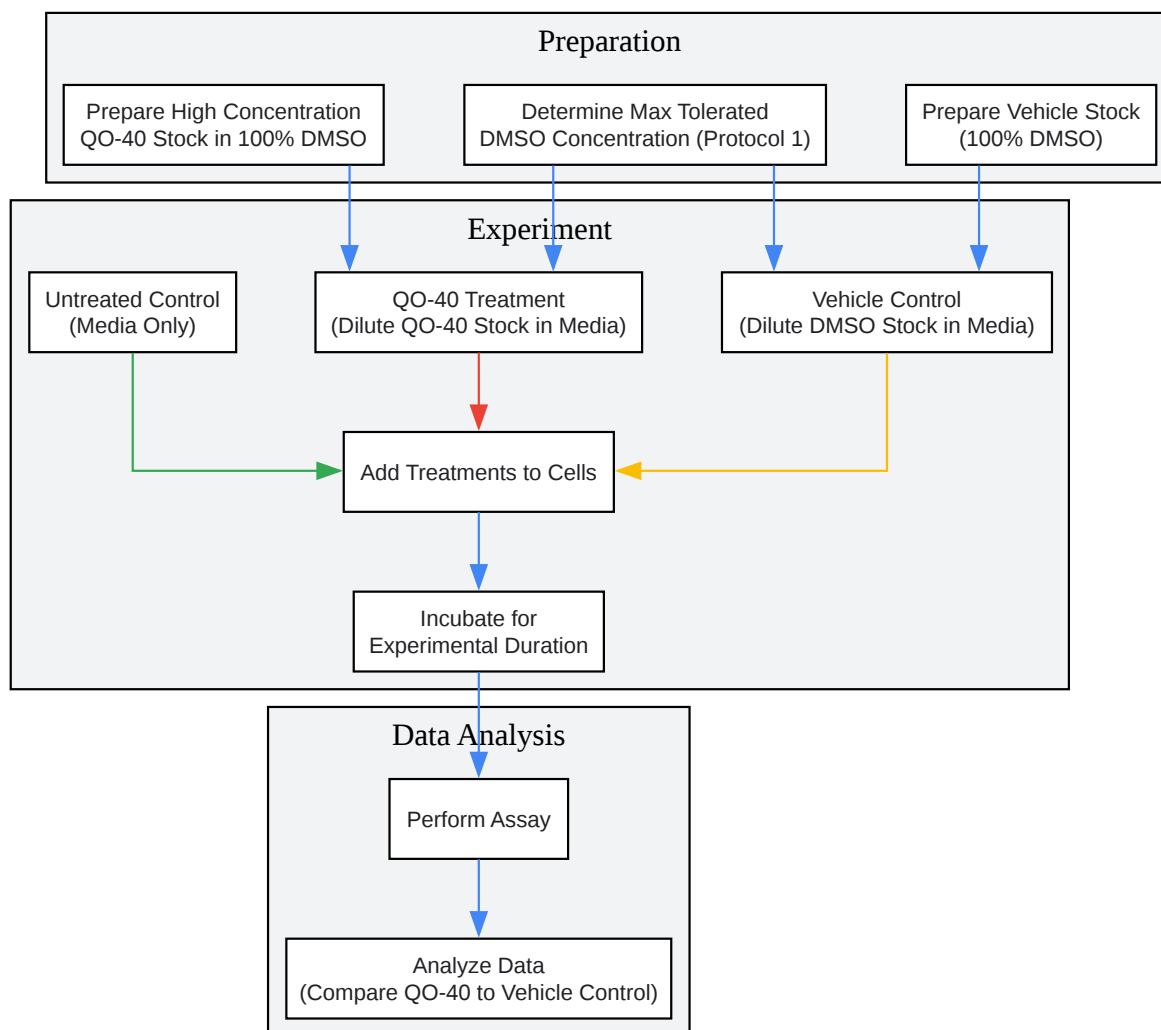 Preparation
Prepare High Concentration
QO-40 Stock in 100% DMSO
Determine Max Tolerated
DMSO Concentration (Protocol 1)
Prepare Vehicle Stock
(100% DMSO)
Experiment
Untreated Control
(Media Only)
QO-40 Treatment
(Dilute QO-40 Stock in Media)
Vehicle Control
(Dilute DMSO Stock in Media)
Add Treatments to Cells
Incubate for
Experimental Duration
Data Analysis
Perform Assay
Analyze Data
(Compare QO-40 to Vehicle Control)